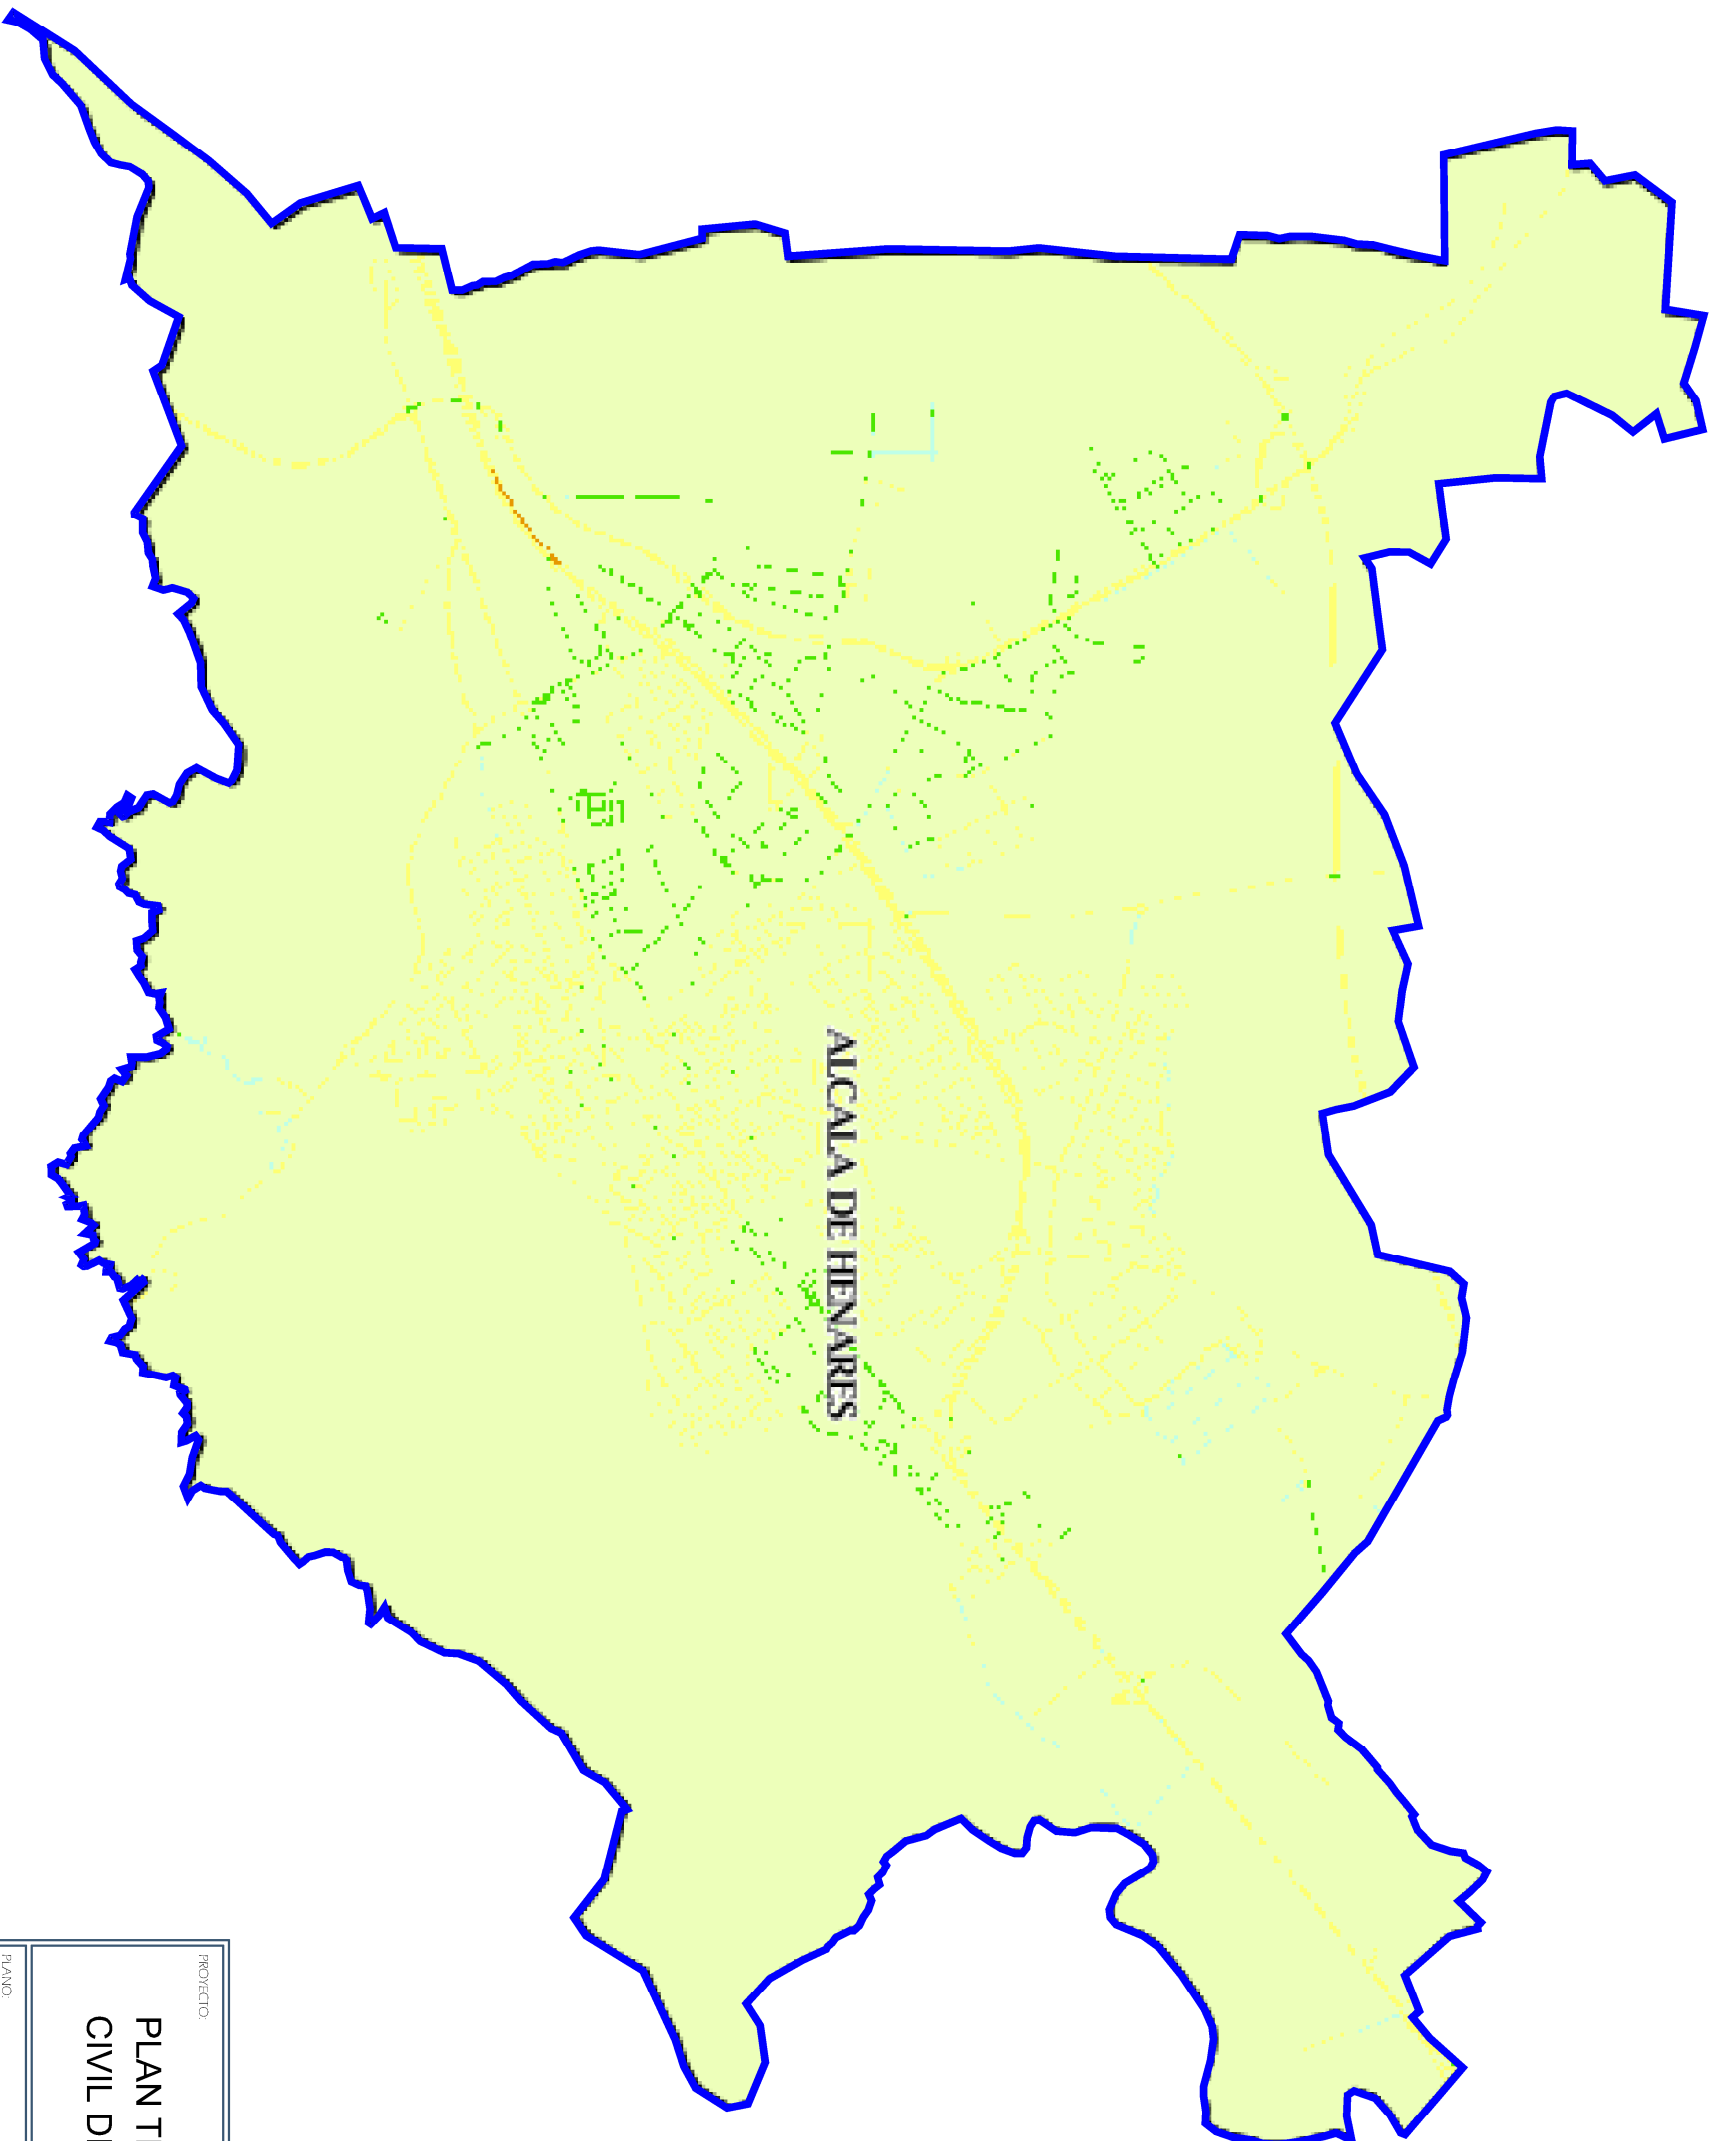 ALCALA DE HENARES
PROYECTO:
PLAN
CIVIL
PLANO: